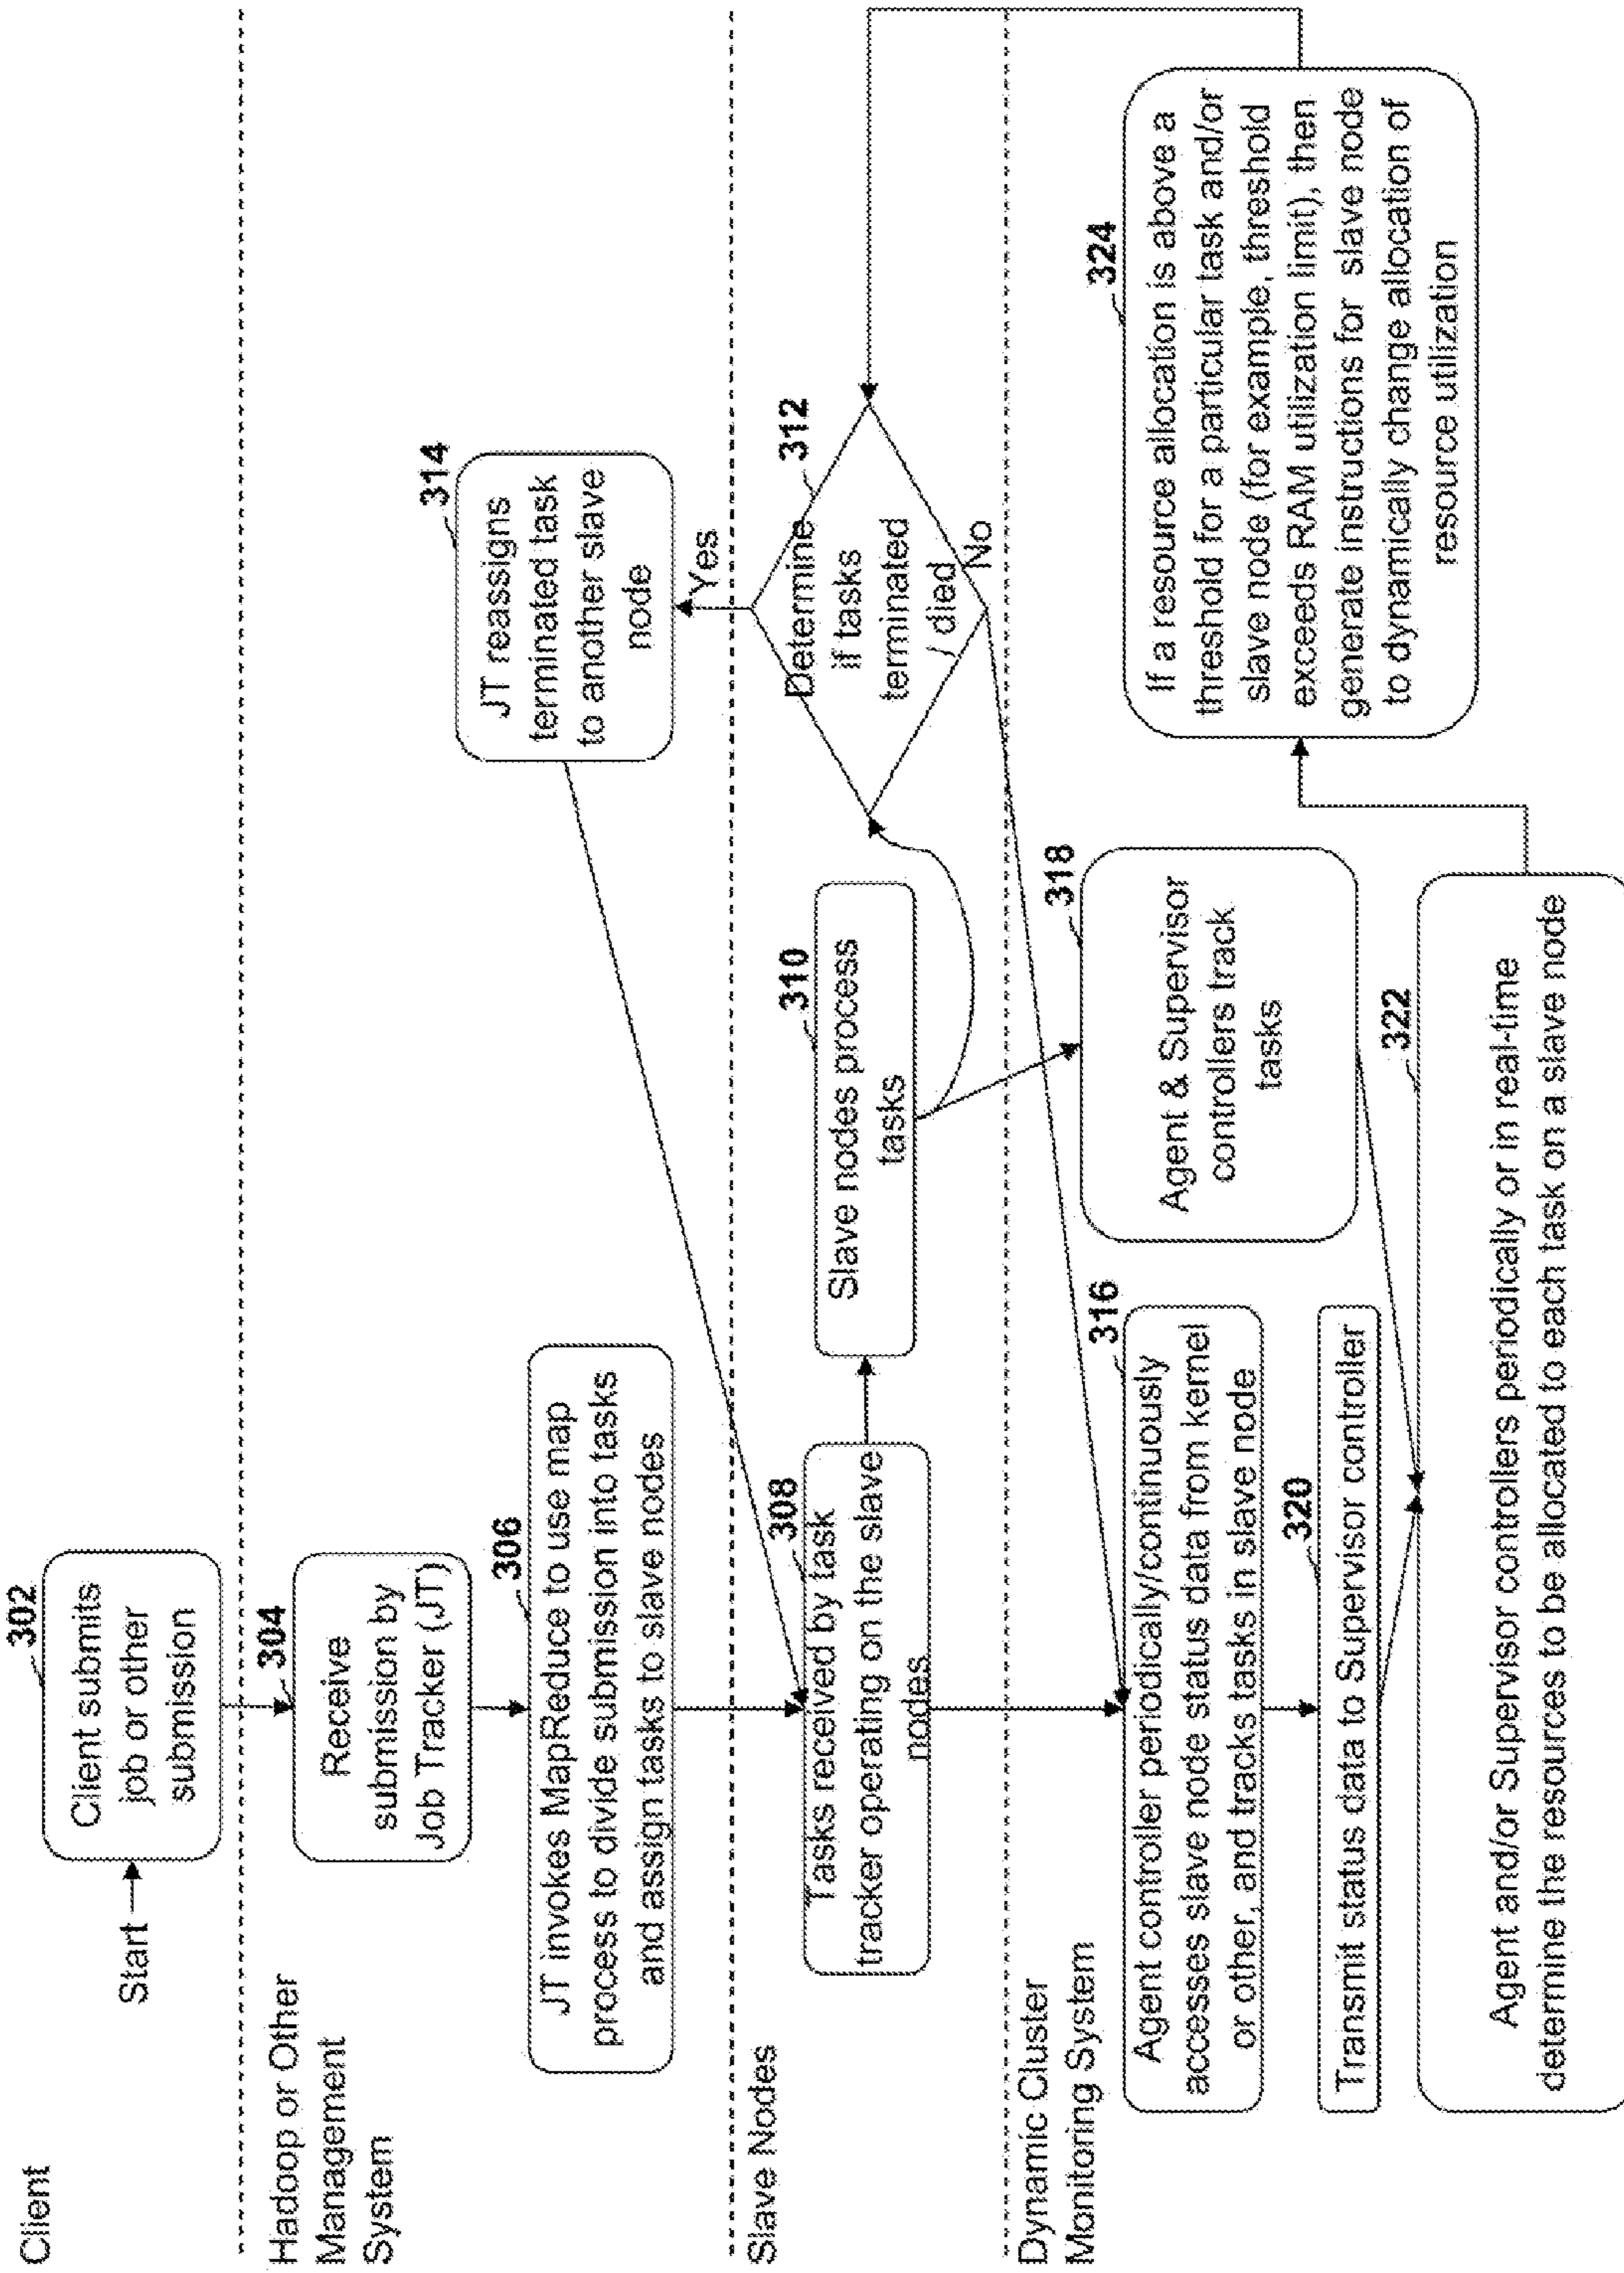 Client
Start
302
Client submits
job or other
submission
Hadoop or Other
Management
System
304
Receive
submission by
Job Tracker (JT)
306
JT invokes MapReduce to use map
process to divide submission into tasks
and assign tasks to slave nodes
314
JT reassigns
terminated task
to another slave
node
Yes
Slave Nodes
308
Tasks received by task
tracker operating on the slave
nodes
310
Slave nodes process
tasks
312
Determine
if tasks
terminated
/ died
No
Dynamic Cluster
Monitoring System
316
Agent controller periodically/continuously
accesses slave node status data from kernel
or other, and tracks tasks in slave node
318
Agent & Supervisor
controllers track
tasks
320
Transmit status data to Supervisor controller
322
Agent and/or Supervisor controllers periodically or in real-time
determine the resources to be allocated to each task on a slave node
324
If a resource allocation is above a
threshold for a particular task and/or
slave node (for example, threshold
exceeds RAM utilization limit), then
generate instructions for slave node
to dynamically change allocation of
resource utilization